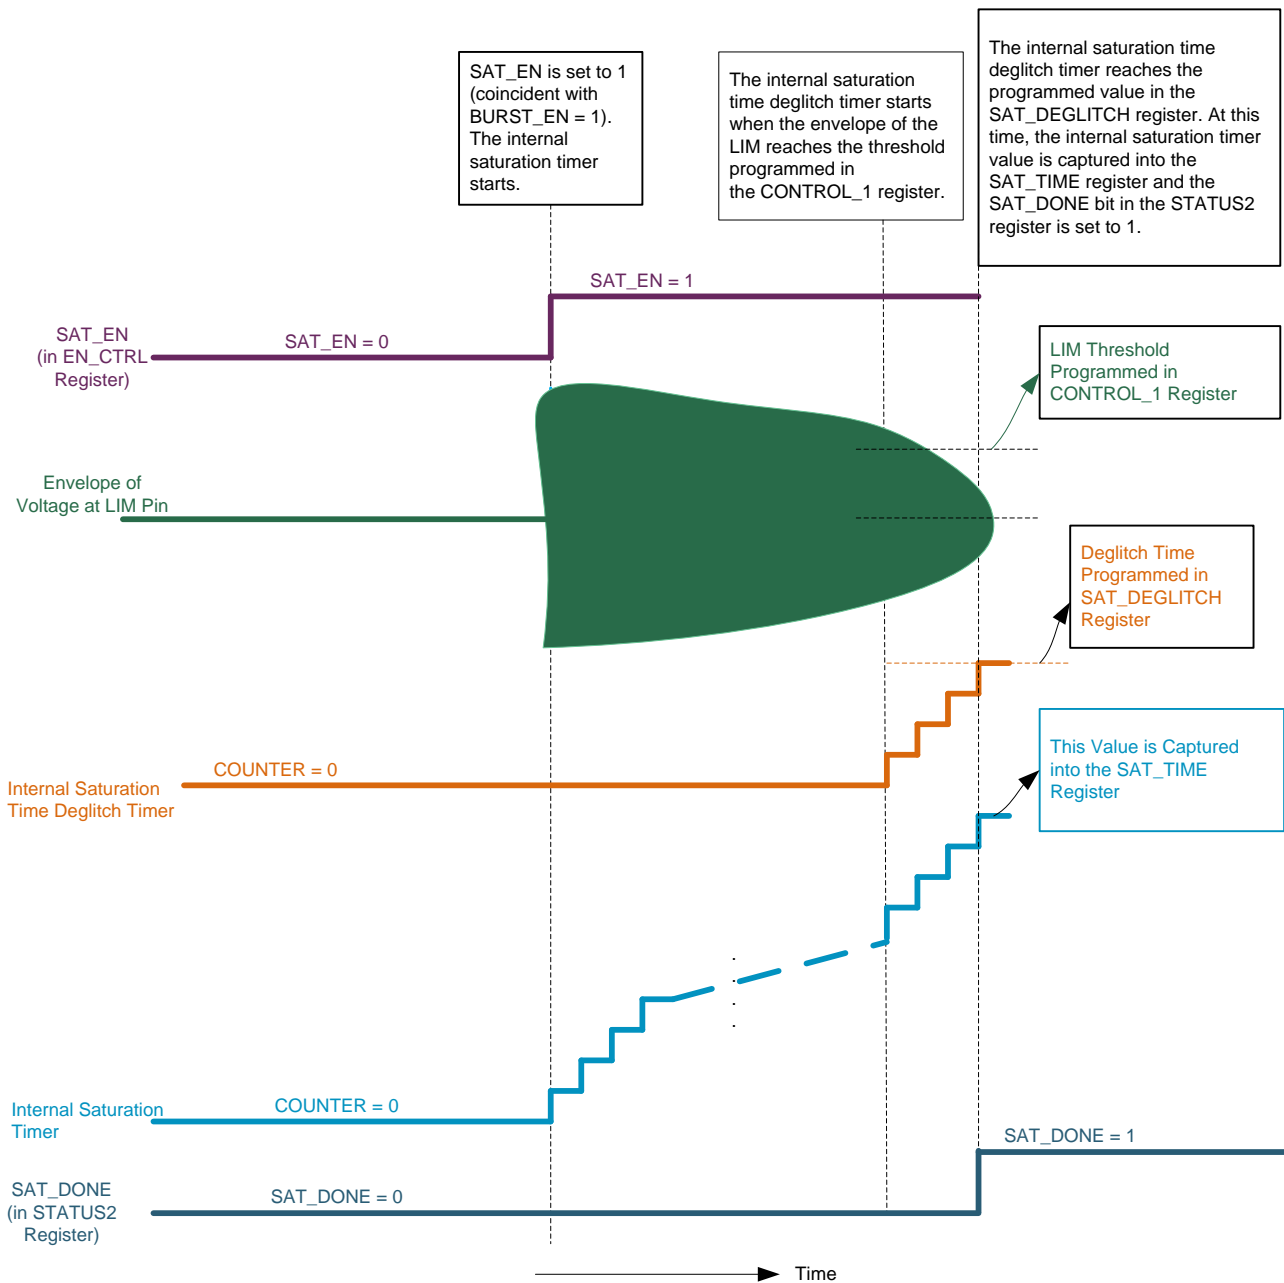 SAT_EN is set to 1
(coincident with
BURST_EN = 1).
The internal
saturation timer
starts.
The internal saturation
time deglitch timer starts
when the envelope of the
LIM reaches the threshold
programmed in
the CONTROL_1 register.
The internal saturation time
deglitch timer reaches the
programmed value in the
SAT_DEGLITCH register. At this
time, the internal saturation timer
value is captured into the
SAT_TIME register and the
SAT_DONE bit in the STATUS2
register is set to 1.
SAT_EN = 1
SAT_EN
(in EN_CTRL
Register)
SAT_EN = 0
LIM Threshold
Programmed in
CONTROL_1 Register
Envelope of
Voltage at LIM Pin
Deglitch Time
Programmed in
SAT_DEGLITCH
Register
COUNTER = 0
Internal Saturation
Time Deglitch Timer
This Value is Captured
into the SAT_TIME
Register
Internal Saturation
Timer
COUNTER = 0
SAT_DONE = 1
SAT_DONE
(in STATUS2
Register)
SAT_DONE = 0
Time